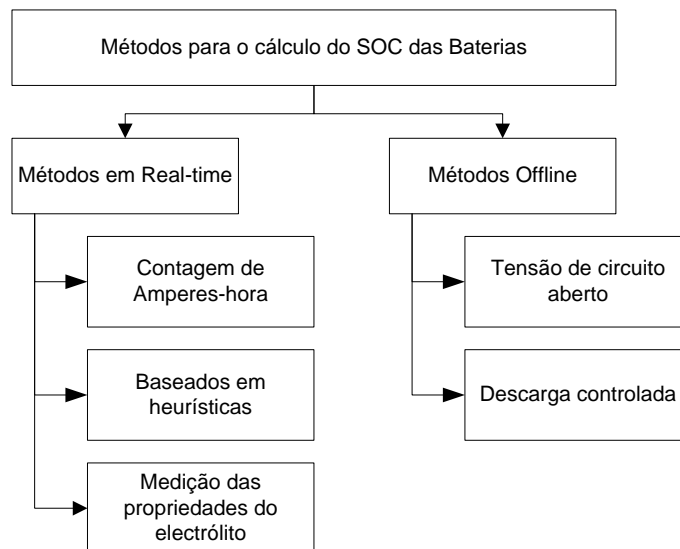 Métodos para o cálculo do SOC das Baterias
Métodos em Real-time
Métodos Offline
Contagem de
Amperes-hora
Tensão de circuito
aberto
Baseados em
heurísticas
Descarga controlada
Medição das
propriedades do
electrólito